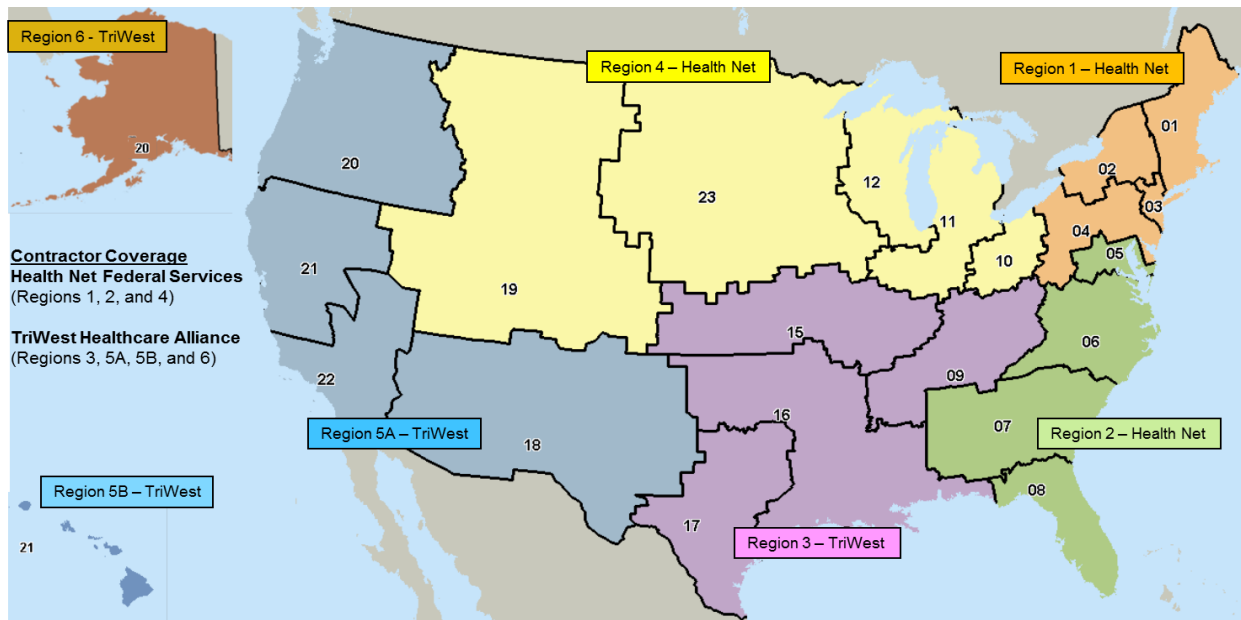 Region 6 - TriWest
Region 4 – Health Net
Region 1 – Health Net
01
20
20
02
12
23
03
11
04
05
Contractor Coverage
Health Net Federal Services
(Regions 1, 2, and 4)
21
10
19
TriWest Healthcare Alliance
(Regions 3, 5A, 5B, and 6)
15
06
22
09
16
Region 5A – TriWest
18
07
Region 2 – Health Net
Region 5B – TriWest
08
17
21
Region 3 – TriWest